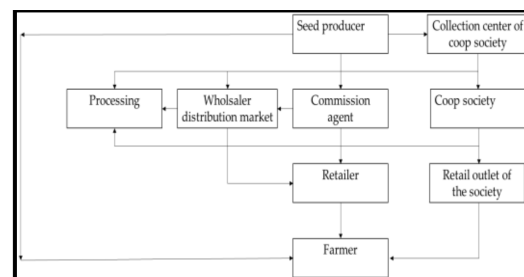 Seed producer
Collection center of
coop society
Processing
Wholsaler
distribution market
Commission
agent
Coop society
Retailer
Retail outlet of
the society
Farmer